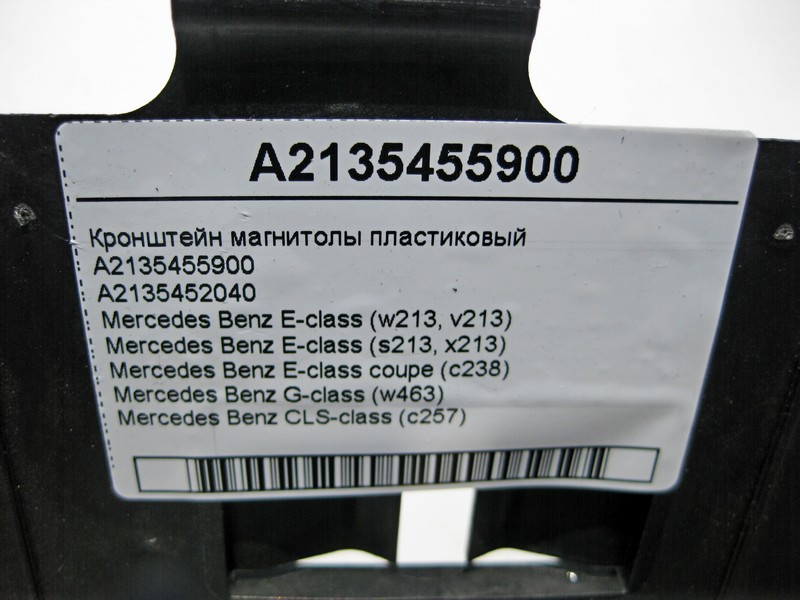 A2135455900
Кронштейн магнитолы пластиковый
A2135455900
A2135452040
Mercedes Benz E-class (w213, v213)
Mercedes Benz E-class (s213, x213)
Mercedes Benz E-class coupe (c238)
Mercedes Benz G-class (w463)
Mercedes Benz CLS-class (c257)